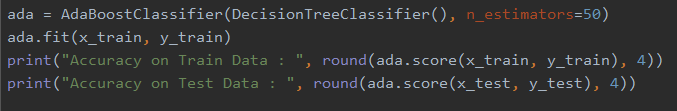 ada = AdaBoostClassifier(DecisionTreeClassifier(), n_estimators=50)
ada.fit(x_train, y_train)
print("Accuracy on Train Data : ", round(ada.score(x_train, y_train), 4))
print("Accuracy on Test Data : ", round(ada.score(x_test, y_test), 4))